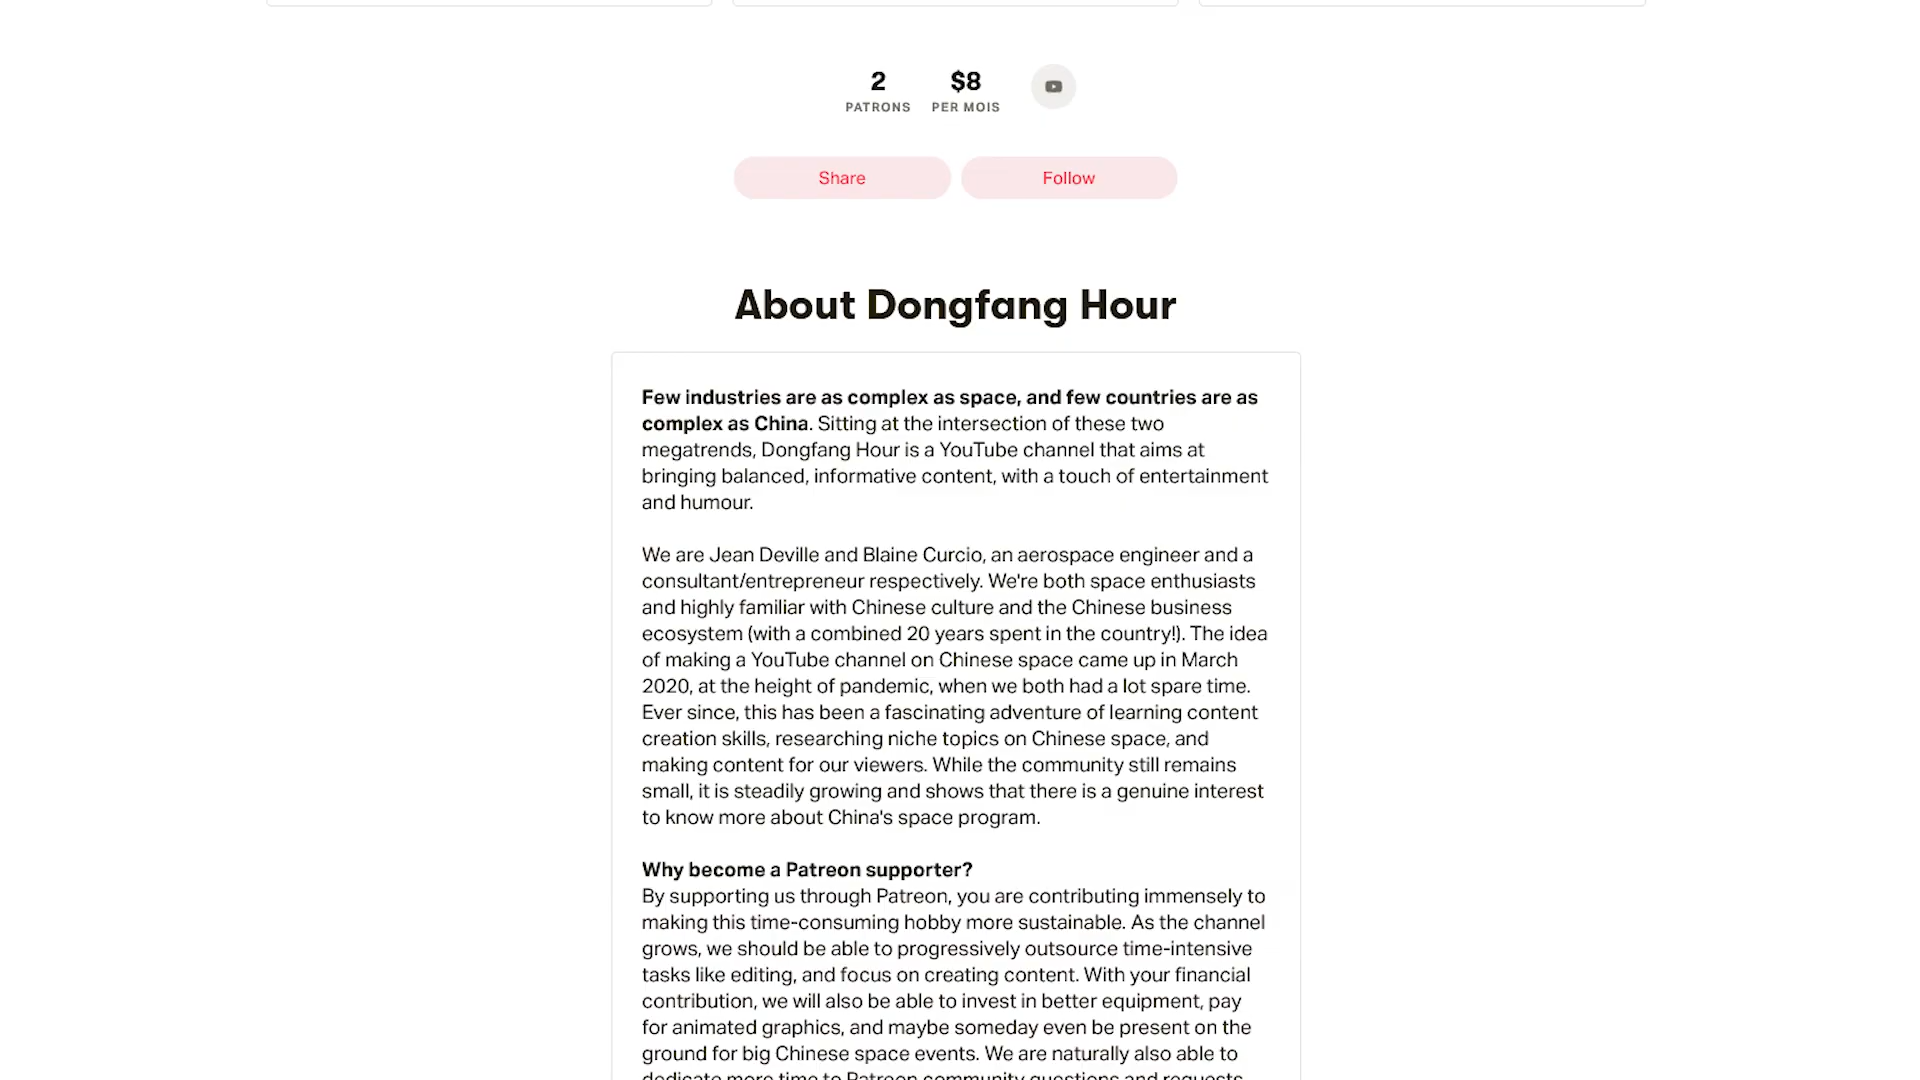 2 $8
PATRONS PER MOIS
Share Follow
About Dongfang Hour
Few industries are as complex as space, and few countries are as
complex as China. Sitting at the intersection of these two
megatrends, Dongfang Hour is a YouTube channel that aims at
bringing balanced, informative content, with a touch of entertainment
and humour.
We are Jean Deville and Blaine Curcio, an aerospace engineer and a
consultant/entrepreneur respectively. We're both space enthusiasts
and highly familiar with Chinese culture and the Chinese business
ecosystem (with a combined 20 years spent in the country!). The idea
of making a YouTube channel on Chinese space came up in March
2020, at the height of pandemic, when we both had a lot spare time.
Ever since, this has been a fascinating adventure of learning content
creation skills, researching niche topics on Chinese space, and
making content for our viewers. While the community still remains
small, it is steadily growing and shows that there is a genuine interest
to know more about China's space program.
Why become a Patreon supporter?
By supporting us through Patreon, you are contributing immensely to
making this time-consuming hobby more sustainable. As the channel
grows, we should be able to progressively outsource time-intensive
tasks like editing, and focus on creating content. With your financial
contribution, we will also be able to invest in better equipment, pay
for animated graphics, and maybe someday even be present on the
ground for big Chinese space events. We are naturally also able to
dedicate more time to Patreon community questions and requests